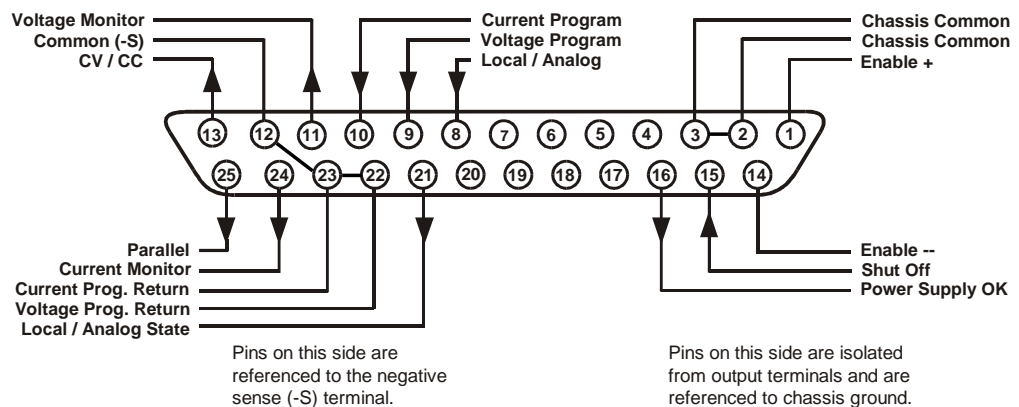 Voltage Monitor
Common (-S)
CV / CC
Current Program
Voltage Program
Local / Analog
Chassis Common
Chassis Common
Enable +
13 12 11 10 9 8 7 6 5 4 3 2 1
25 24 23 22 21 20 19 18 17 16 15 14
Parallel
Current Monitor
Current Prog. Return
Voltage Prog. Return
Local / Analog State
Enable --
Shut Off
Power Supply OK
Pins on this side are
referenced to the negative
sense (-S) terminal.
Pins on this side are isolated
from output terminals and are
referenced to chassis ground.